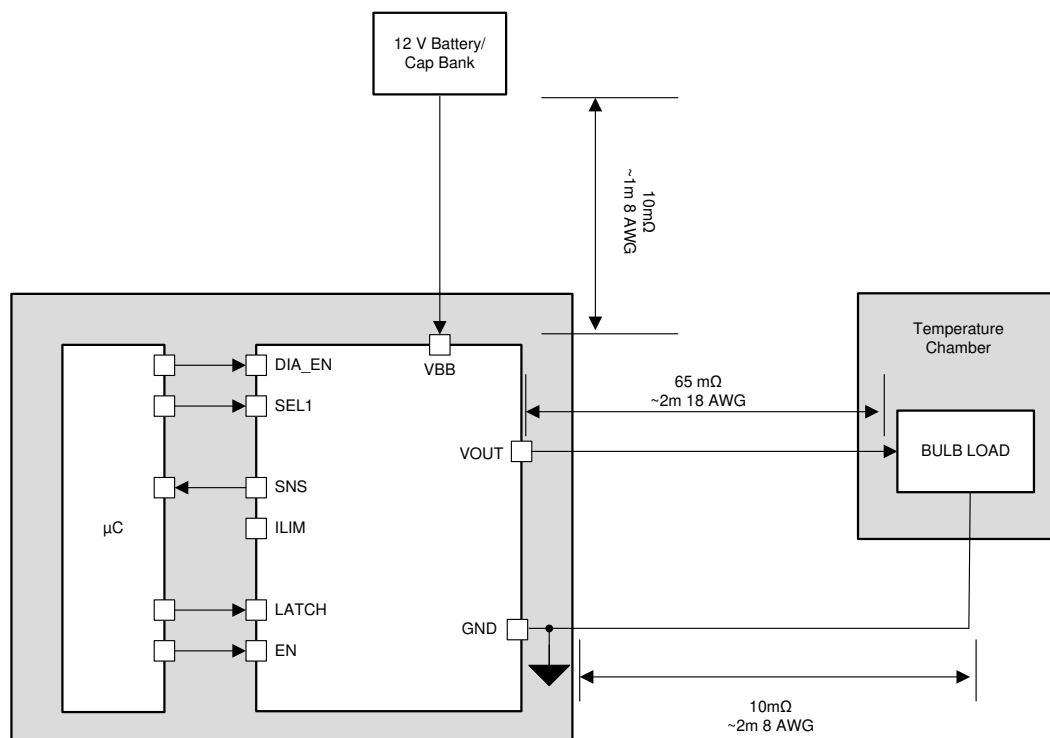 12 V Battery/
Cap Bank
10mΩ
~1m 8 AWG
Temperature
Chamber
DIA_EN
VBB
SEL1
65 mΩ
~2m 18 AWG
VOUT
BULB LOAD
SNS
µC
ILIM
LATCH
GND
EN
10mΩ
~2m 8 AWG